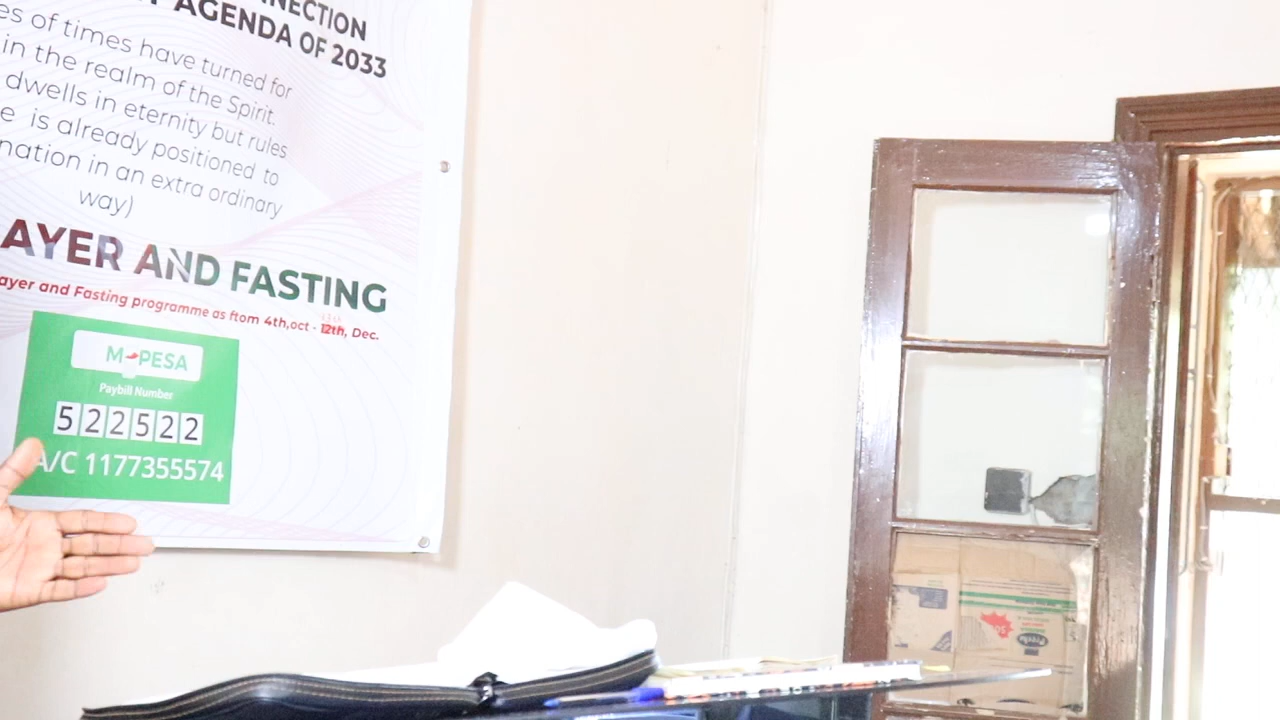 AGENDA OF 2033
es of times have turned for
in the realm of the Spirit.
dwells in eternity but rules
e is already positioned to
nation in an extra ordinary
way)
AYER AND FASTING
ayer and Fasting programme as ftom 4th,oct - 12th, Dec.
13th
M-PESA
Paybill Number
522522
A/C 1177355574